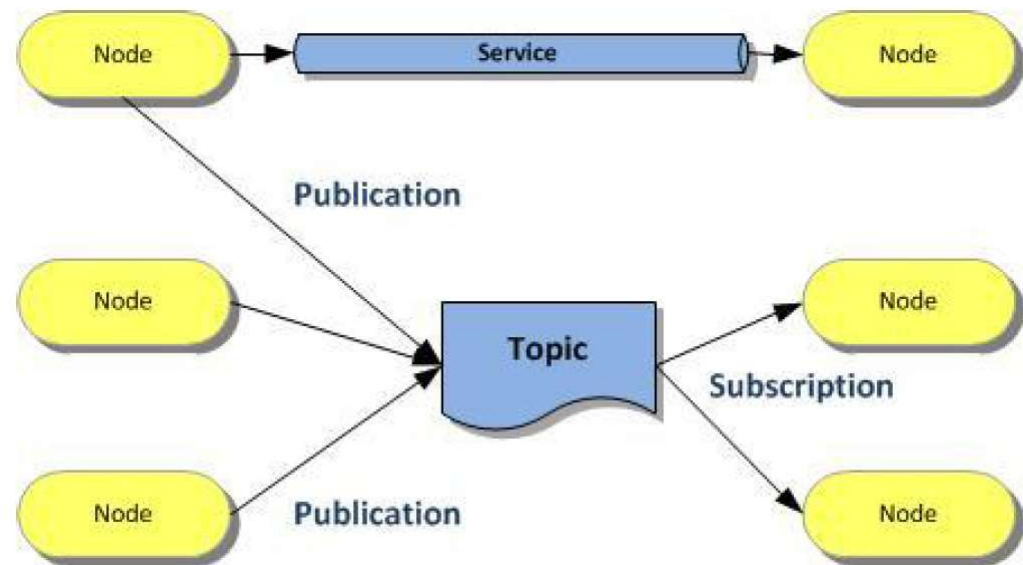 Node
Service
Node
Publication
Node
Topic
Node
Subscription
Node
Publication
Node